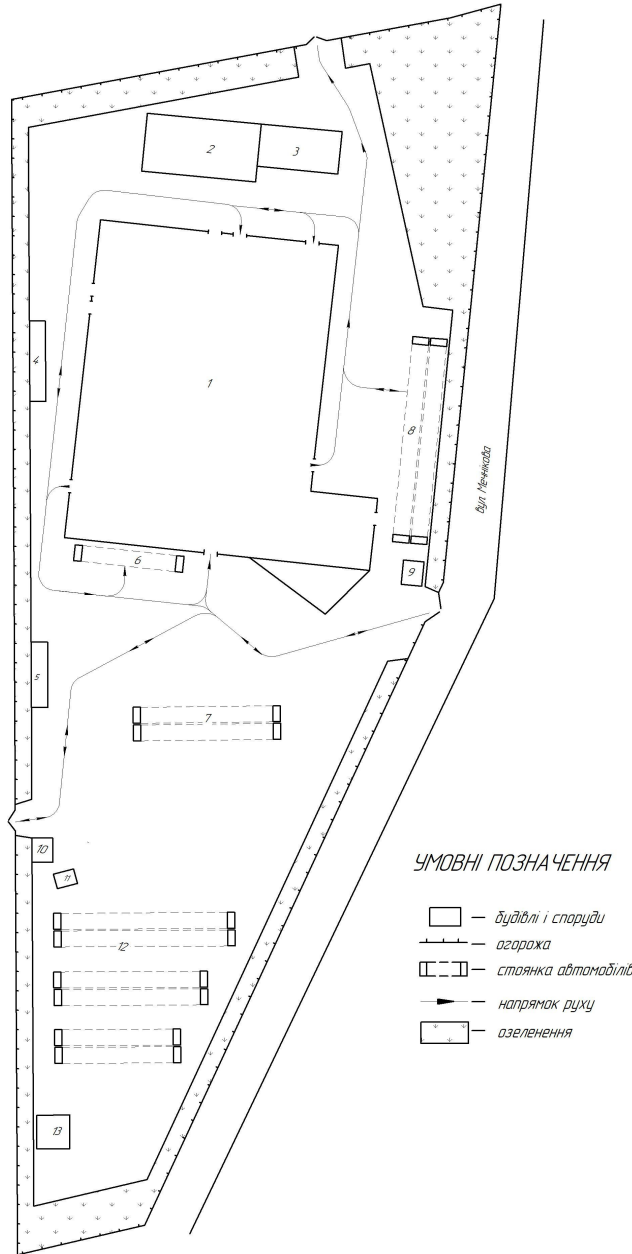 2
3
4
1
8
вул. Мечнікова
6
9
5
7
10
11
12
13
УМОВНІ ПОЗНАЧЕННЯ
— будівлі і споруди
— огорожа
— стоянка автомобілів
— напрямок руху
— озеленення